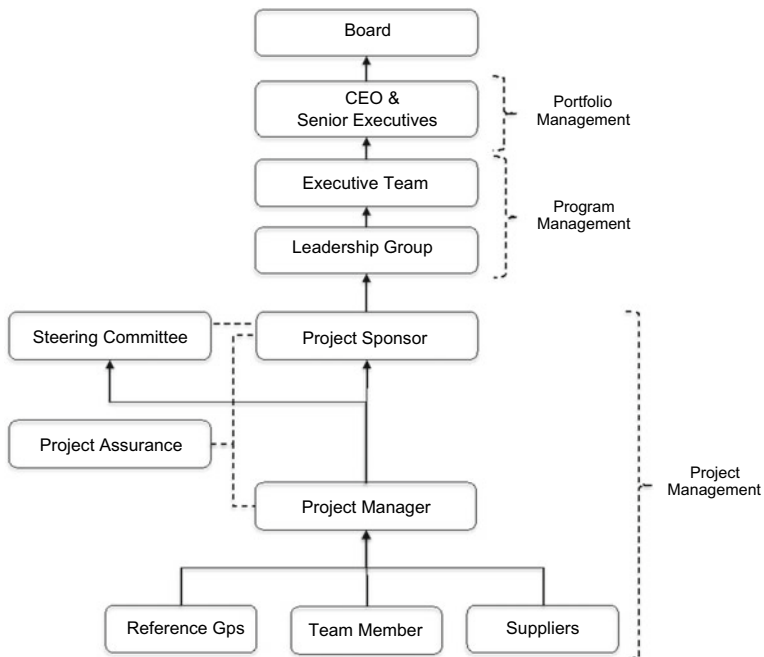 Board
CEO &
Senior Executives
Portfolio
Management
Executive Team
Program
Management
Leadership Group
Steering Committee
Project Sponsor
Project Assurance
Project
Management
Project Manager
Reference Gps
Team Member
Suppliers